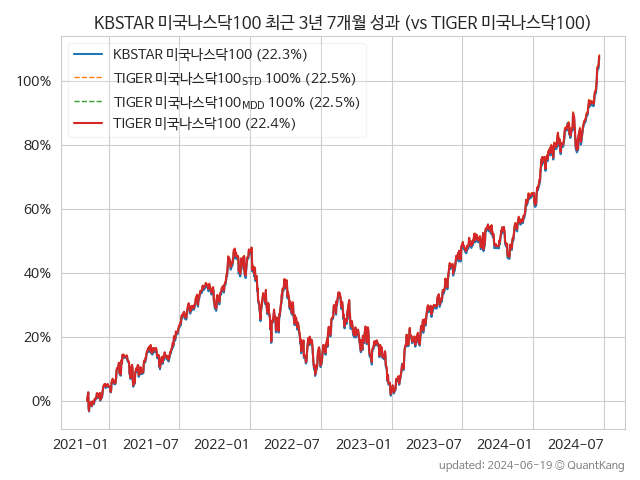 KBSTAR 미국나스닥100 최근 3년 7개월 성과 (vs TIGER 미국나스닥100)
KBSTAR 미국나스닥100 (22.3%)
TIGER 미국나스닥100STD 100% (22.5%)
TIGER 미국나스닥100MDD 100% (22.5%)
TIGER 미국나스닥100 (22.4%)
100%
80%
60%
40%
20%
0%
2021-01 2021-07 2022-01 2022-07 2023-01 2023-07 2024-01 2024-07
updated: 2024-06-19 © QuantKang